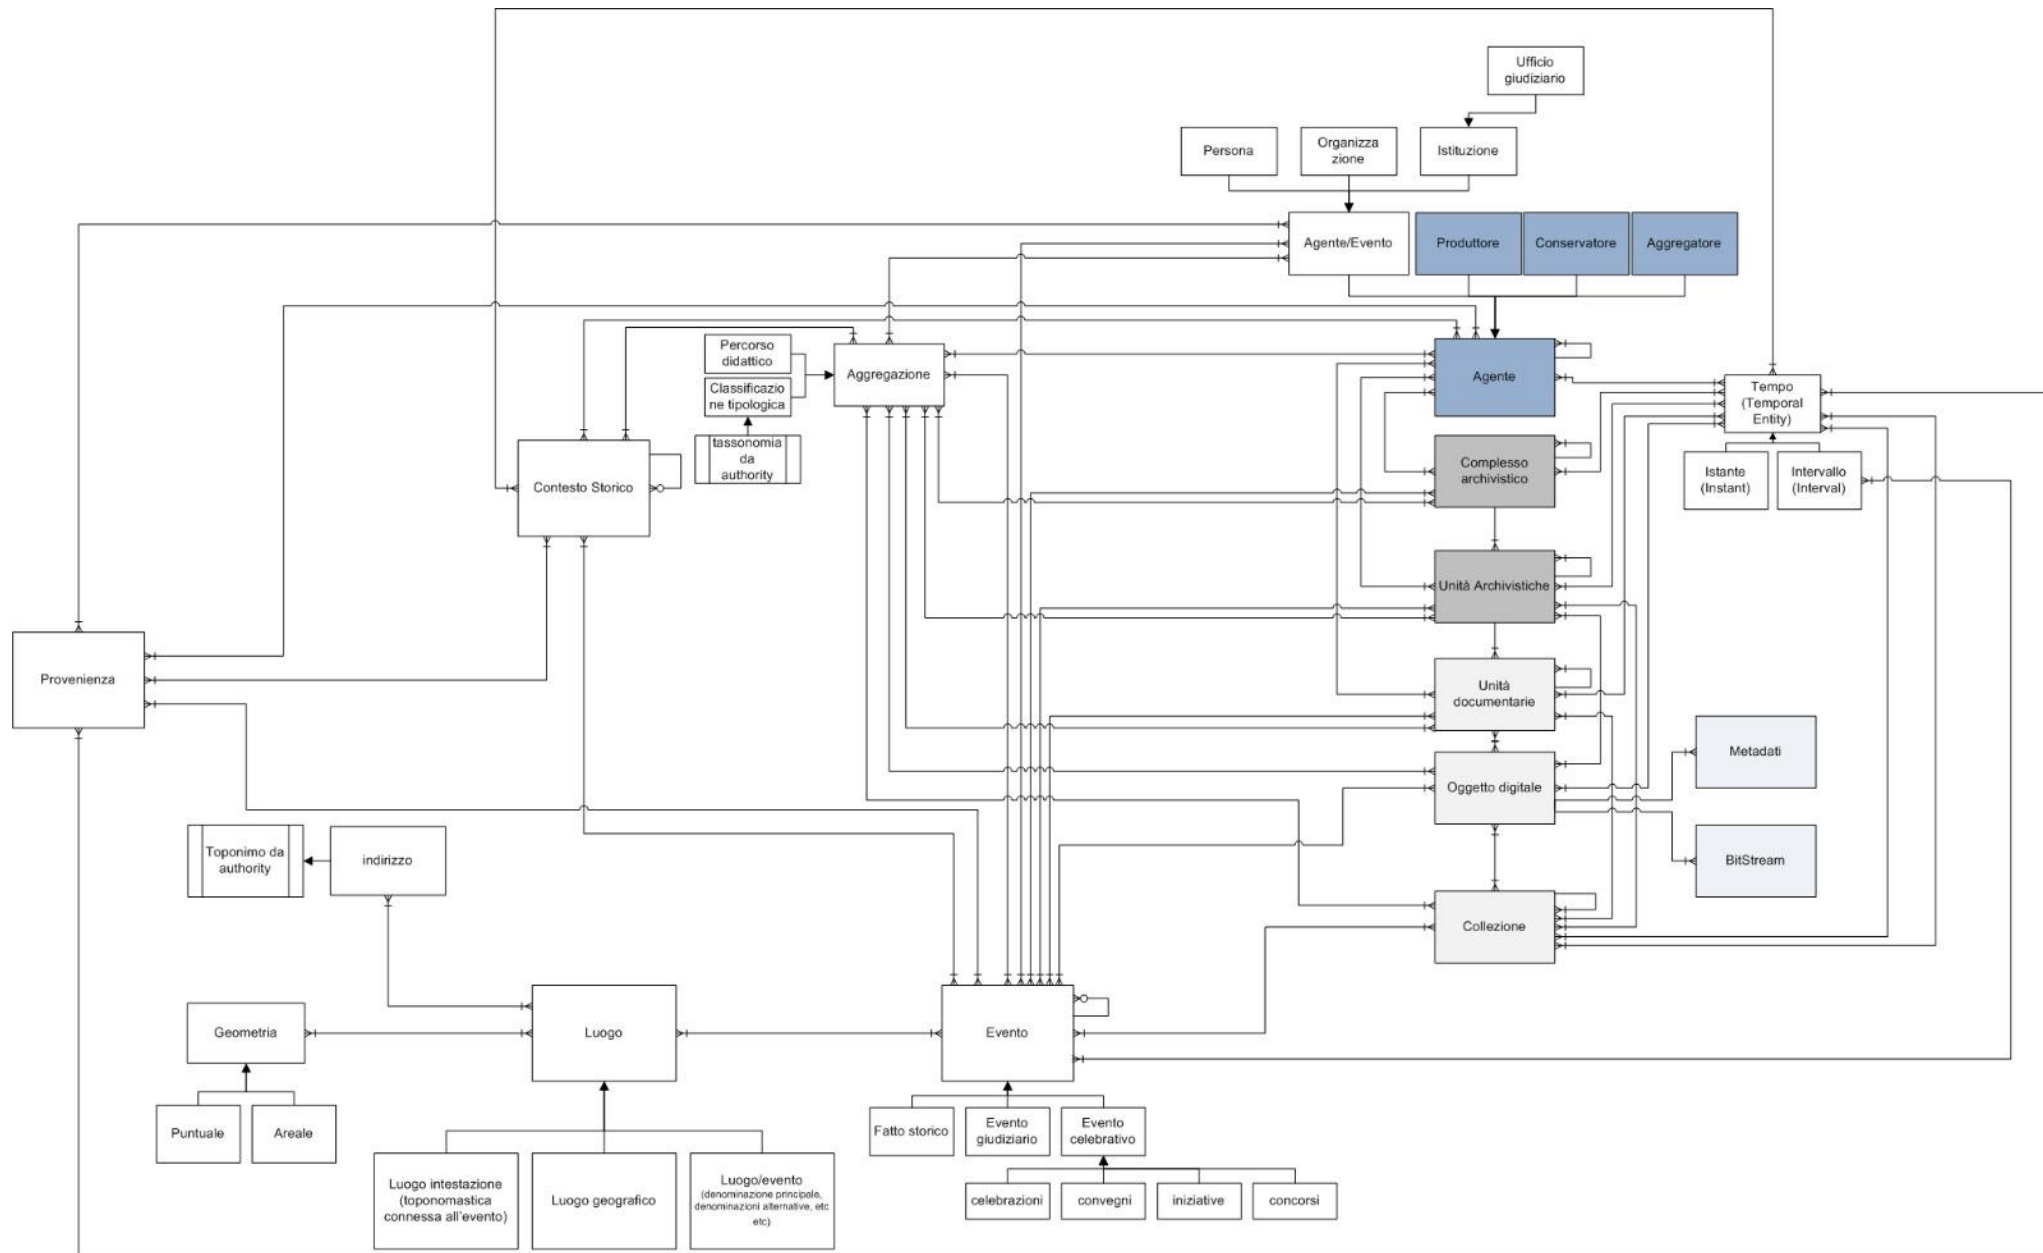 Ufficio
giudiziario
Persona
Organizza
zione
Istituzione
Agente/Evento
Produttore
Conservatore
Aggregatore
Percorso
didattico
Classificazio
ne tipologica
tassonomia
da
authority
Aggregazione
Agente
Tempo
(Temporal
Entity)
Istante
(Instant)
Intervallo
(Interval)
Contesto Storico
Complesso
archivistico
Unità Archivistiche
Provenienza
Unità
documentarie
Metadati
Oggetto digitale
BitStream
Toponimo da
authority
indirizzo
Collezione
Geometria
Luogo
Evento
Puntuale
Areale
Fatto storico
Evento
giudiziario
Evento
celebrativo
Luogo intestazione
(toponomastica
connessa all'evento)
Luogo geografico
Luogo/evento
(denominazione principale,
denominazioni alternative, etc
etc)
celebrazioni
convegni
iniziative
concorsi